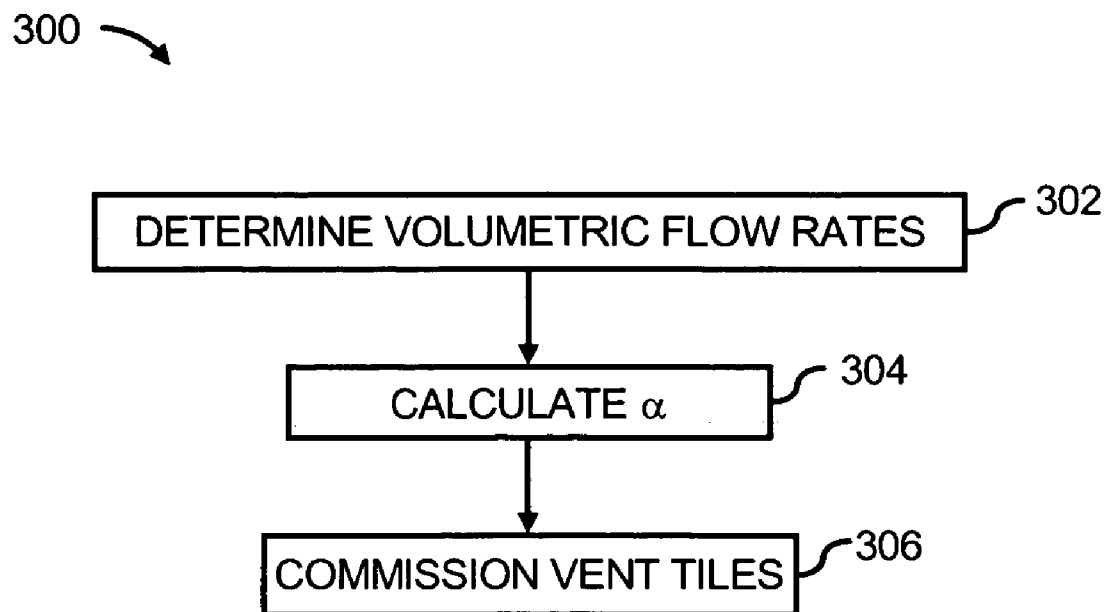 300
DETERMINE VOLUMETRIC FLOW RATES
302
CALCULATE α
304
COMMISSION VENT TILES
306